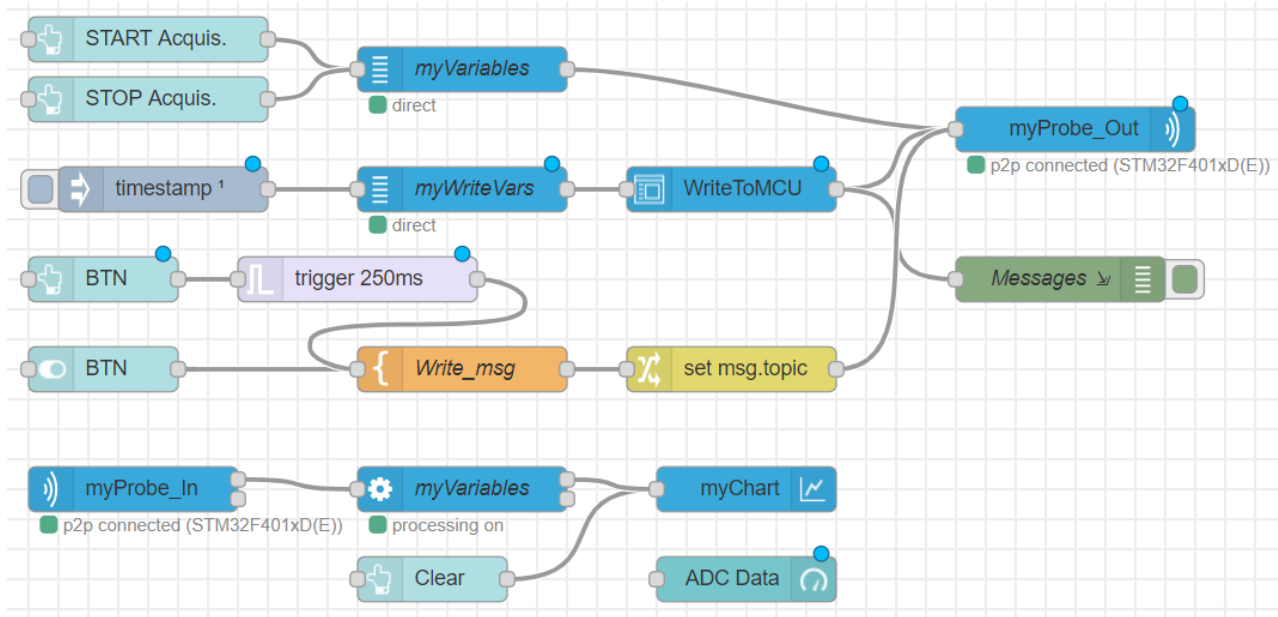 START Acquis.
myVariables
STOP Acquis.
direct
myProbe_Out
p2p connected (STM32F401xD(E))
timestamp ¹
myWriteVars
WriteToMCU
direct
BTN
trigger 250ms
Messages
BTN
Write_msg
set msg.topic
myProbe_In
myVariables
myChart
p2p connected (STM32F401xD(E))
processing on
Clear
ADC Data